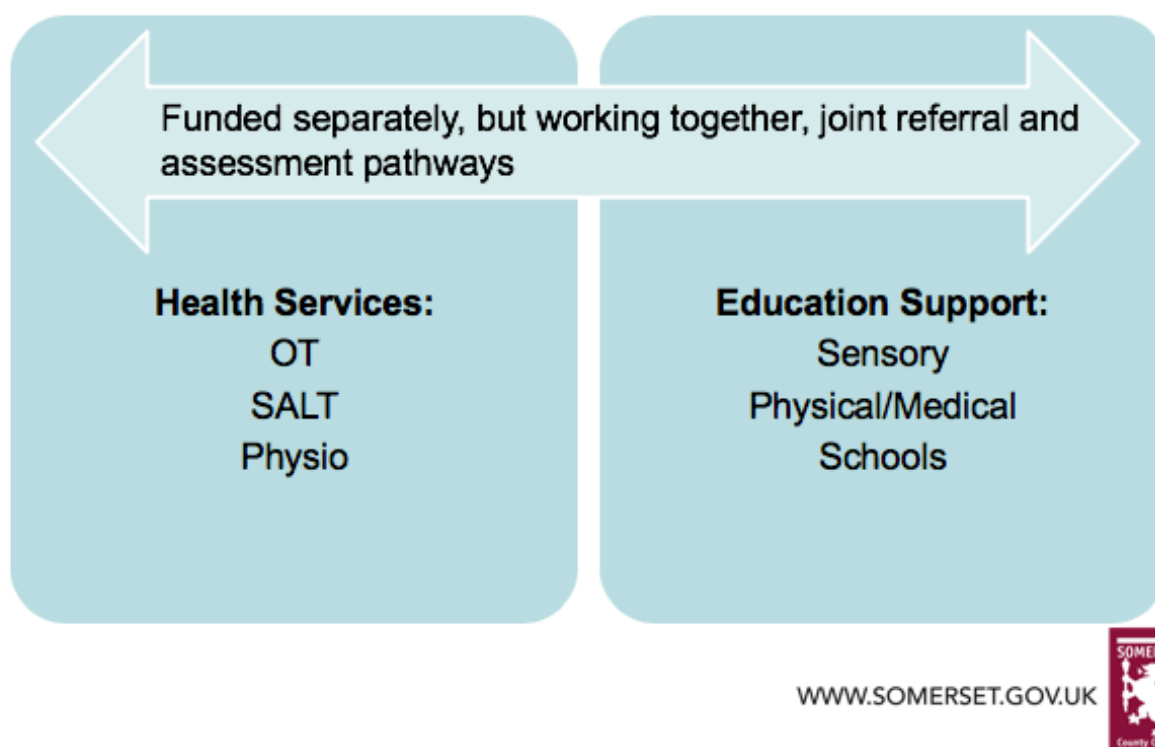 Funded separately, but working together, joint referral and
assessment pathways
Health Services:
OT
SALT
Physio
Education Support:
Sensory
Physical/Medical
Schools
WWW.SOMERSET.GOV.UK